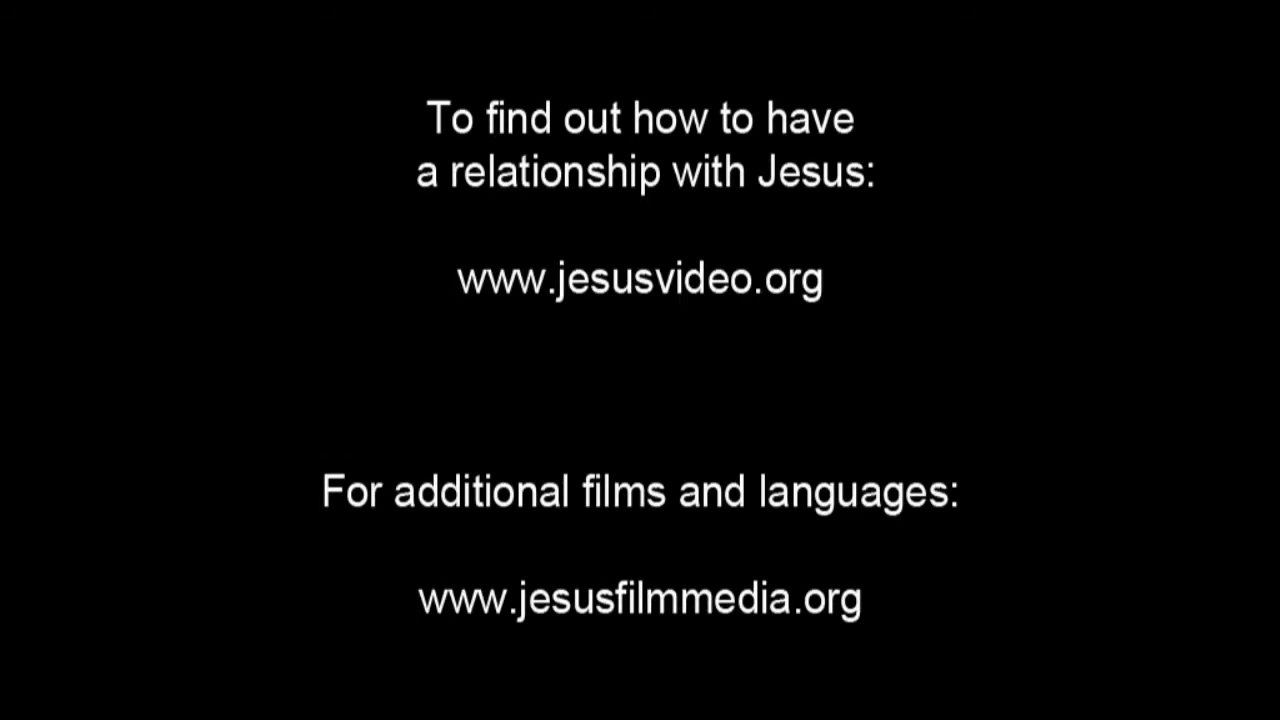 To find out how to have
a relationship with Jesus:
www.jesusvideo.org
For additional films and languages:
www.jesusfilmmedia.org